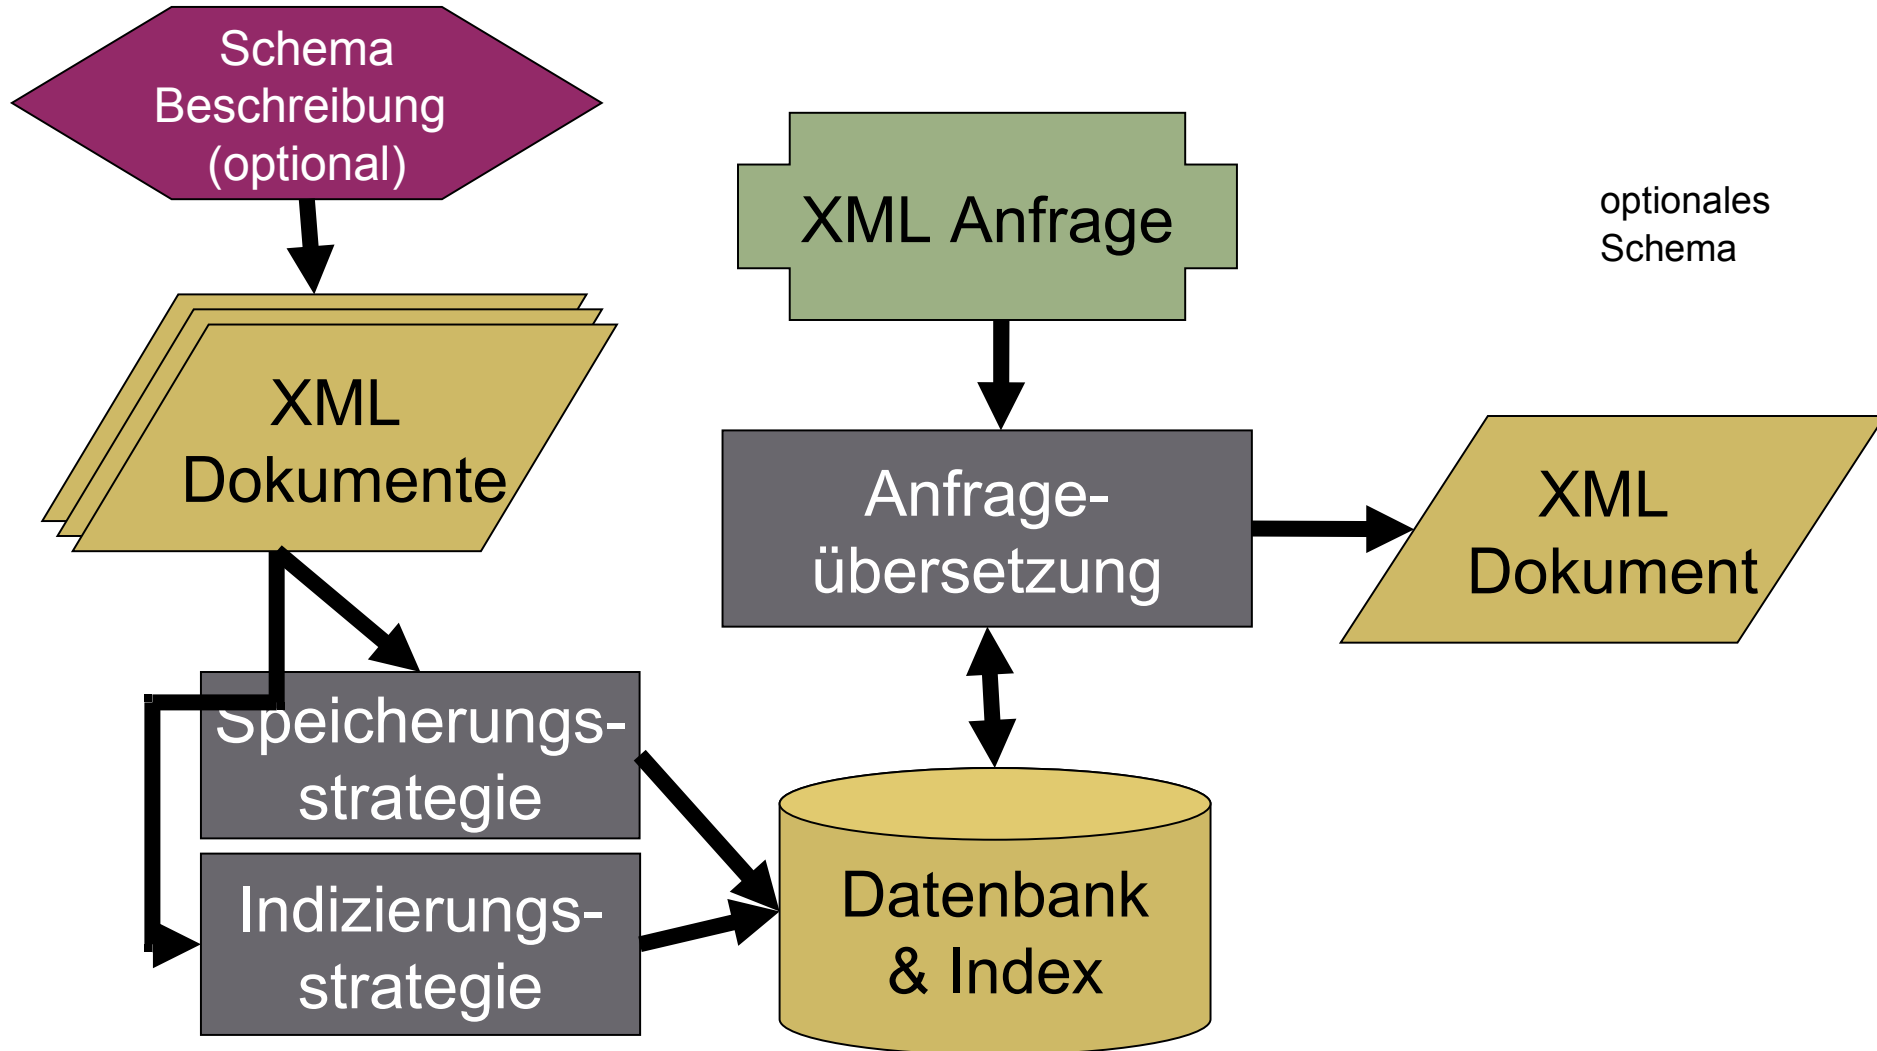 Schema
Beschreibung
(optional)
XML Anfrage
optionales
Schema
XML
Dokumente
Anfrage-
übersetzung
XML
Dokument
Speicherungs-
strategie
Indizierungs-
strategie
Datenbank
& Index